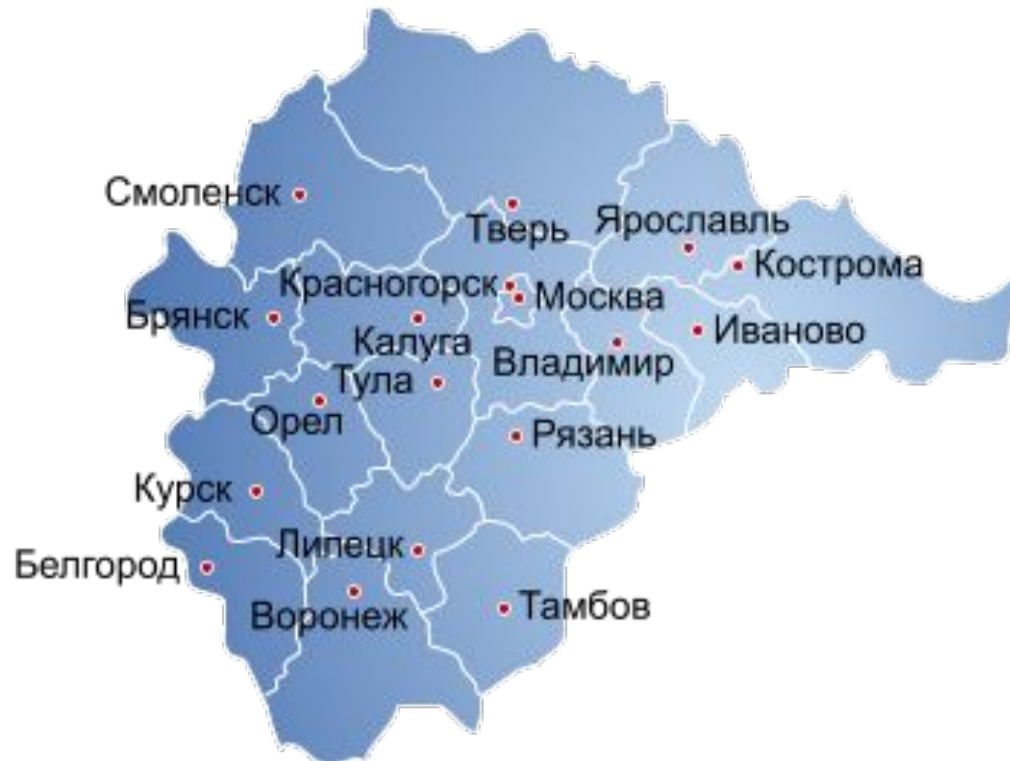 Смоленск
Тверь
Ярославль
Кострома
Красногорск
Москва
Брянск
Калуга
Владимир
Иваново
Тула
Орел
Рязань
Курск
Липецк
Белгород
Воронеж
Тамбов